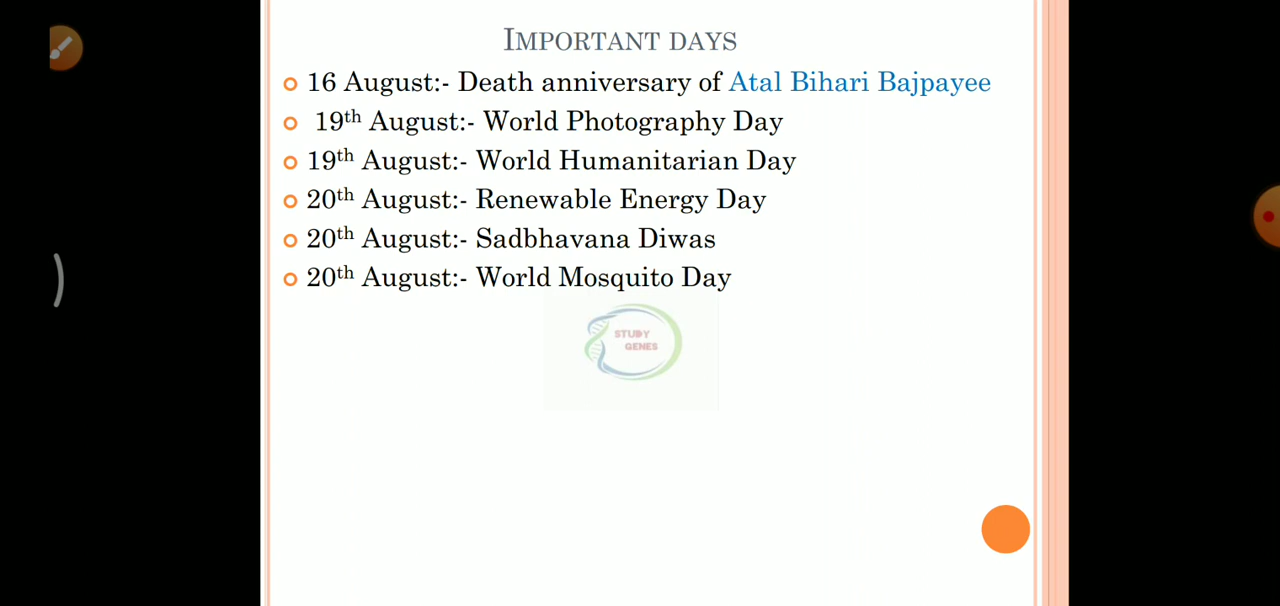 IMPORTANT DAYS
16 August:- Death anniversary of Atal Bihari Bajpayee
19th August:- World Photography Day
19th August:- World Humanitarian Day
20th August:- Renewable Energy Day
20th August:- Sadbhavana Diwas
20th August:- World Mosquito Day
STUDY
GENES